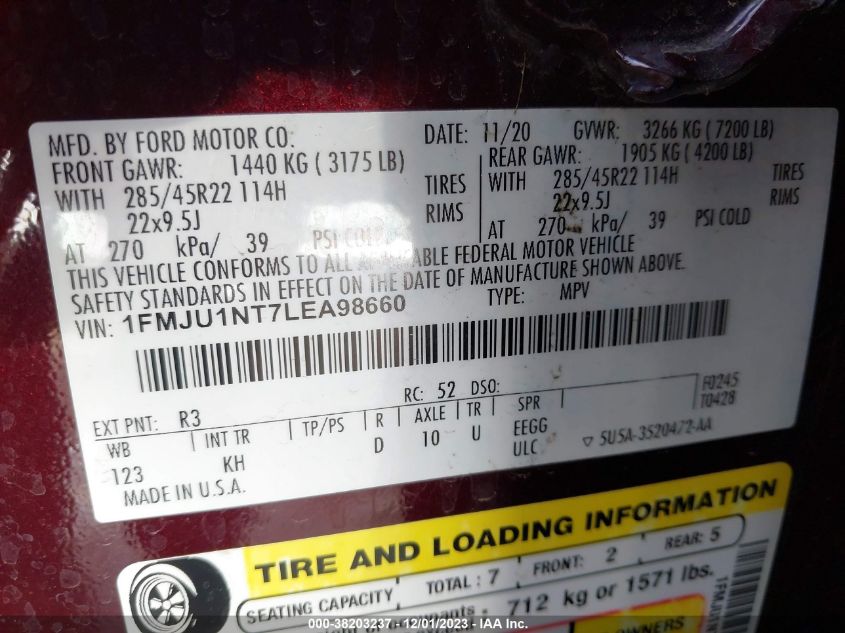 MFD. BY FORD MOTOR CO:
DATE: 11/20 GVWR: 3266 KG ( 7200 LB)
FRONT GAWR: 1440 KG ( 3175 LB)
REAR GAWR: 1905 KG ( 4200 LB)
WITH 285/45R22 114H TIRES
WITH 285/45R22 114H TIRES
22x9.5J RIMS
22x9.5J RIMS
AT 270 kPa/ 39 PSI COLD
AT 270 kPa/ 39 PSI COLD
THIS VEHICLE CONFORMS TO ALL APPLICABLE FEDERAL MOTOR VEHICLE
SAFETY STANDARDS IN EFFECT ON THE DATE OF MANUFACTURE SHOWN ABOVE.
VIN: 1FMJU1NT7LEA98660 TYPE: MPV
EXT PNT: R3 RC: 52 DSO: F0245
T0428
WB INT TR TP/PS R AXLE TR SPR
123 KH D 10 U EEGG
ULC
MADE IN U.S.A. 5U5A-3520472-AA
TIRE AND LOADING INFORMATION
SEATING CAPACITY TOTAL : 7 FRONT: 2 REAR: 5
712 kg or 1571 lbs.
OWNERS
000-38203237 - 12/01/2023 - IAA Inc.